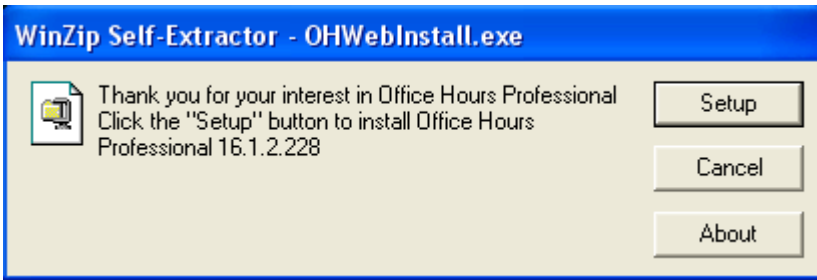 WinZip Self-Extractor - OHWebInstall.exe
Thank you for your interest in Office Hours Professional
Click the "Setup" button to install Office Hours
Professional 16.1.2.228
Setup
Cancel
About